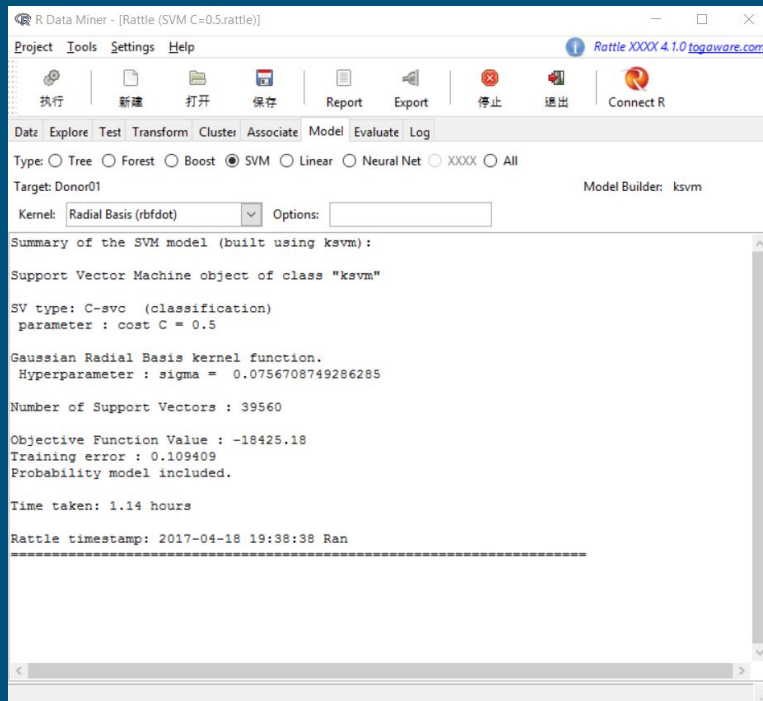 R Data Miner - [Rattle (SVM C=0.5.rattle)]
Project Tools Settings Help Rattle XXXX 4.1.0 togaware.com
执行 新建 打开 保存 Report Export 停止 退出 Connect R
Data Explore Test Transform Cluster Associate Model Evaluate Log
Type: Tree Forest Boost SVM Linear Neural Net XXXX All
Target: Donor01 Model Builder: ksvm
Kernel: Radial Basis (rbfdot) Options:
Summary of the SVM model (built using ksvm):
Support Vector Machine object of class "ksvm"
SV type: C-svc (classification)
parameter : cost C = 0.5
Gaussian Radial Basis kernel function.
Hyperparameter : sigma = 0.0756708749286285
Number of Support Vectors : 39560
Objective Function Value : -18425.18
Training error : 0.109409
Probability model included.
Time taken: 1.14 hours
Rattle timestamp: 2017-04-18 19:38:38 Ran
======================================================================